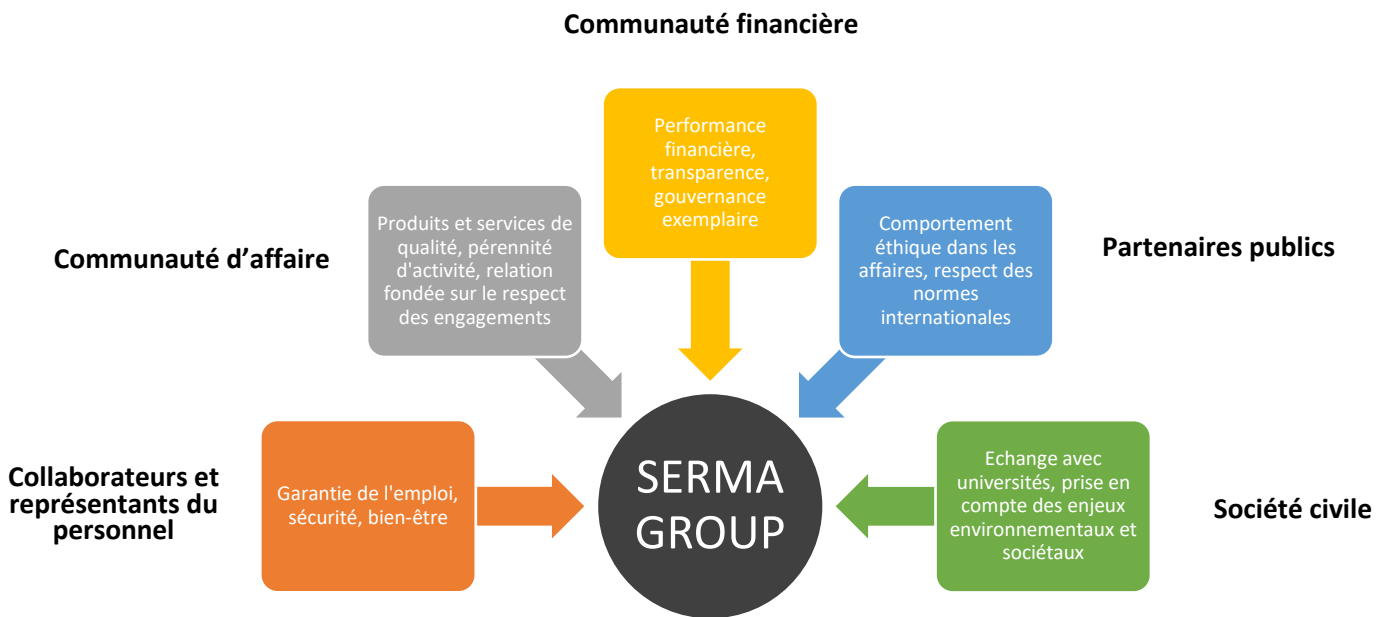 Communauté financière
Performance
financière,
transparence,
gouvernance
exemplaire
Communauté d’affaire
Produits et services de
qualité, pérennité
d'activité, relation
fondée sur le respect
des engagements
Comportement
éthique dans les
affaires, respect des
normes
internationales
Partenaires publics
Collaborateurs et
représentants du
personnel
Garantie de l'emploi,
sécurité, bien-être
SERMA
GROUP
Echange avec
universités, prise en
compte des enjeux
environnementaux et
sociétaux
Société civile